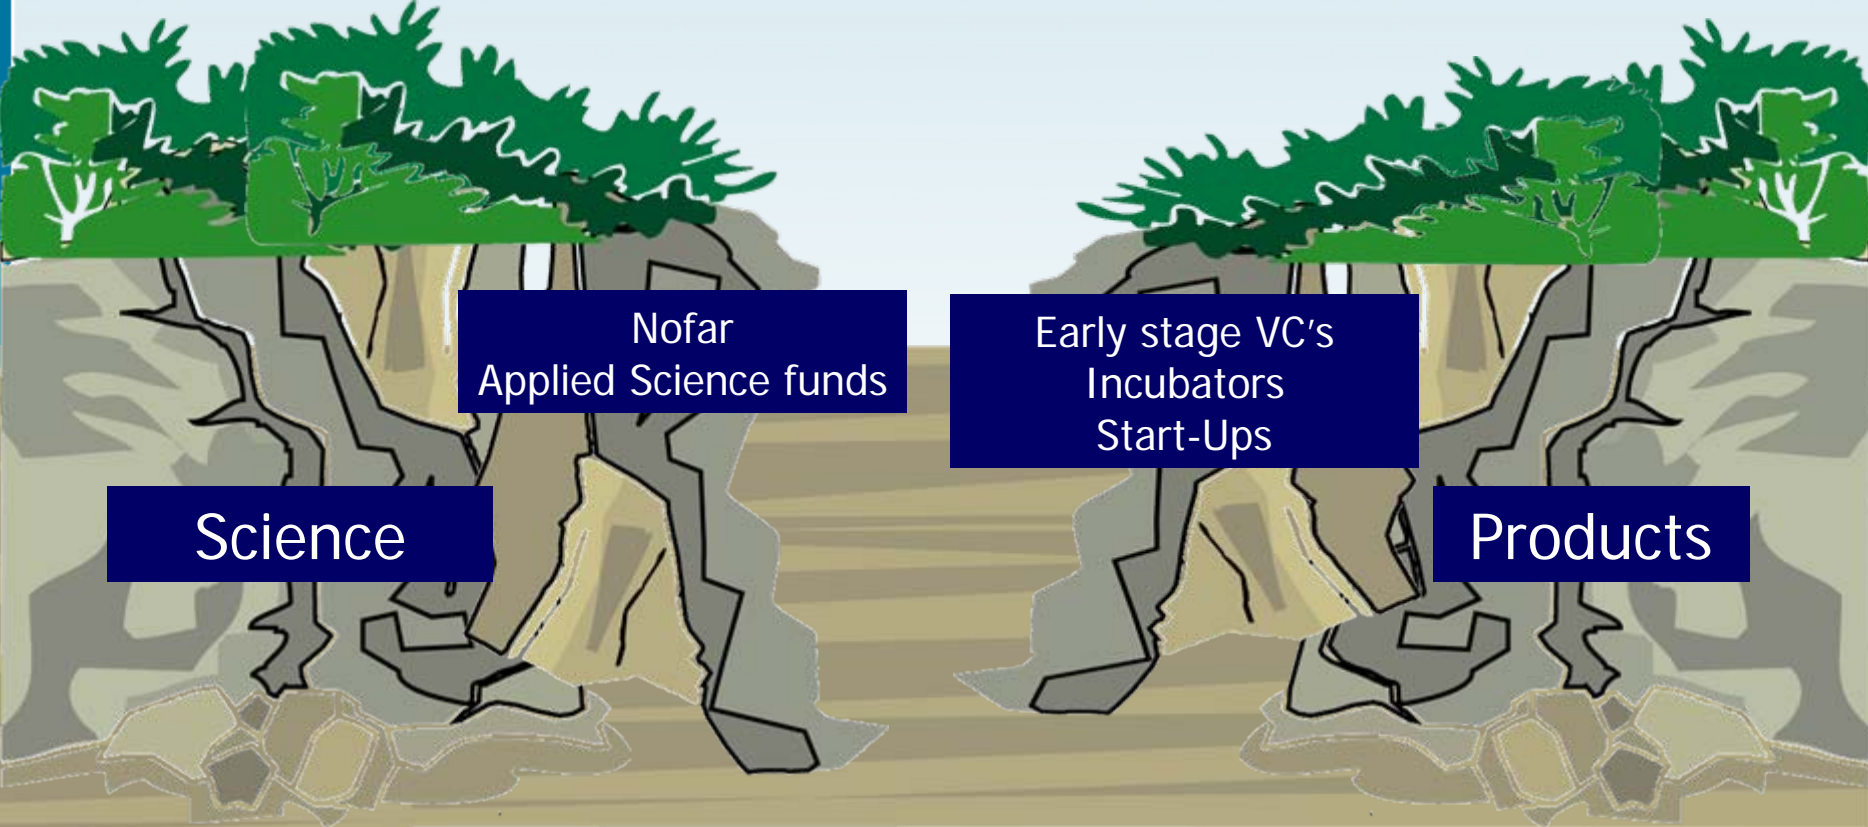 Nofar
Applied Science funds
Early stage VC's
Incubators
Start-Ups
Science
Products